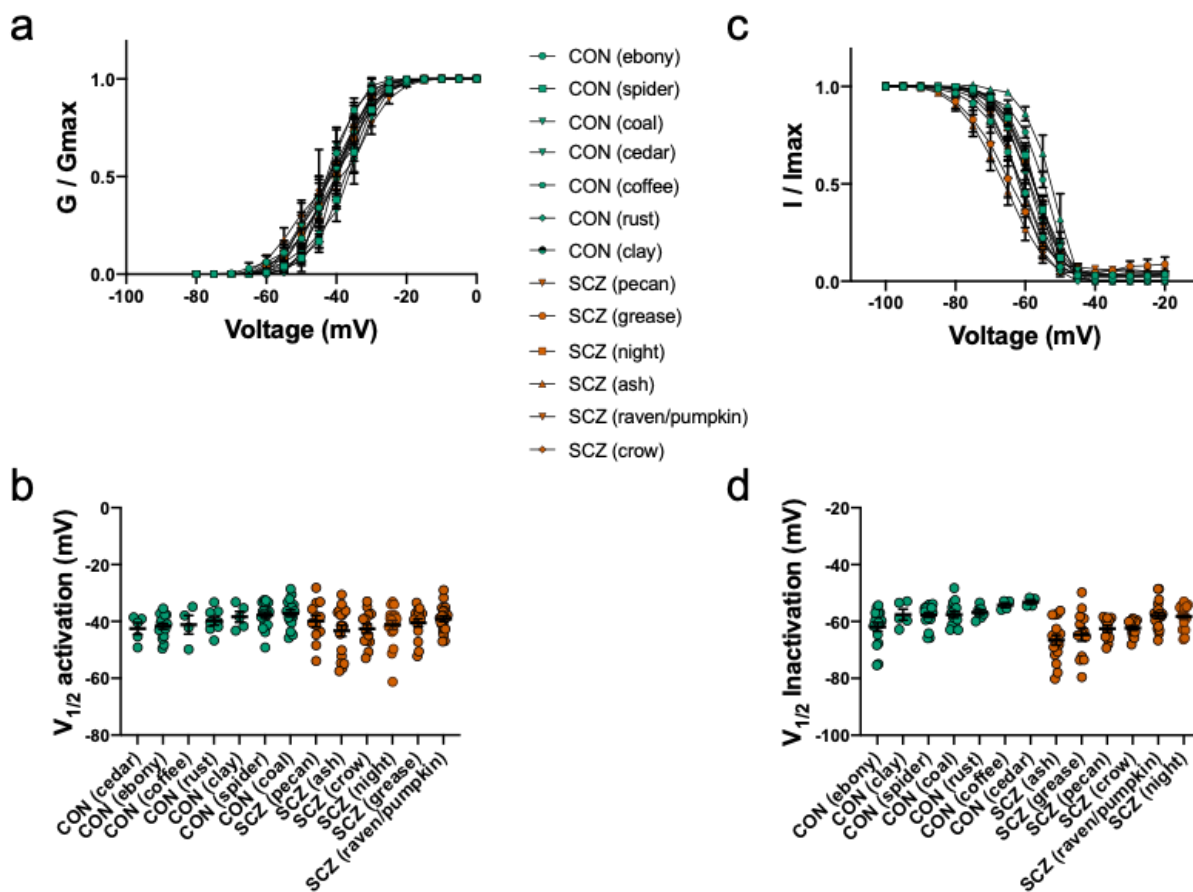 a
G / Gmax
1.0
0.5
0.0
-100
-80
-60
-40
-20
0
Voltage (mV)
CON (ebony)
CON (spider)
CON (coal)
CON (cedar)
CON (coffee)
CON (rust)
CON (clay)
SCZ (pecan)
SCZ (grease)
SCZ (night)
SCZ (ash)
SCZ (raven/pumpkin)
SCZ (crow)
c
I / Imax
1.0
0.5
0.0
-100
-80
-60
-40
-20
Voltage (mV)
b
V1/2 activation (mV)
0
-20
-40
-60
-80
CON (cedar)
CON (ebony)
CON (coffee)
CON (rust)
CON (clay)
CON (spider)
CON (coal)
SCZ (pecan)
SCZ (ash)
SCZ (crow)
SCZ (night)
SCZ (grease)
SCZ (raven/pumpkin)
d
V1/2 Inactivation (mV)
-20
-40
-60
-80
-100
CON (ebony)
CON (clay)
CON (spider)
CON (coal)
CON (rust)
CON (coffee)
CON (cedar)
SCZ (ash)
SCZ (grease)
SCZ (pecan)
SCZ (crow)
SCZ (raven/pumpkin)
SCZ (night)